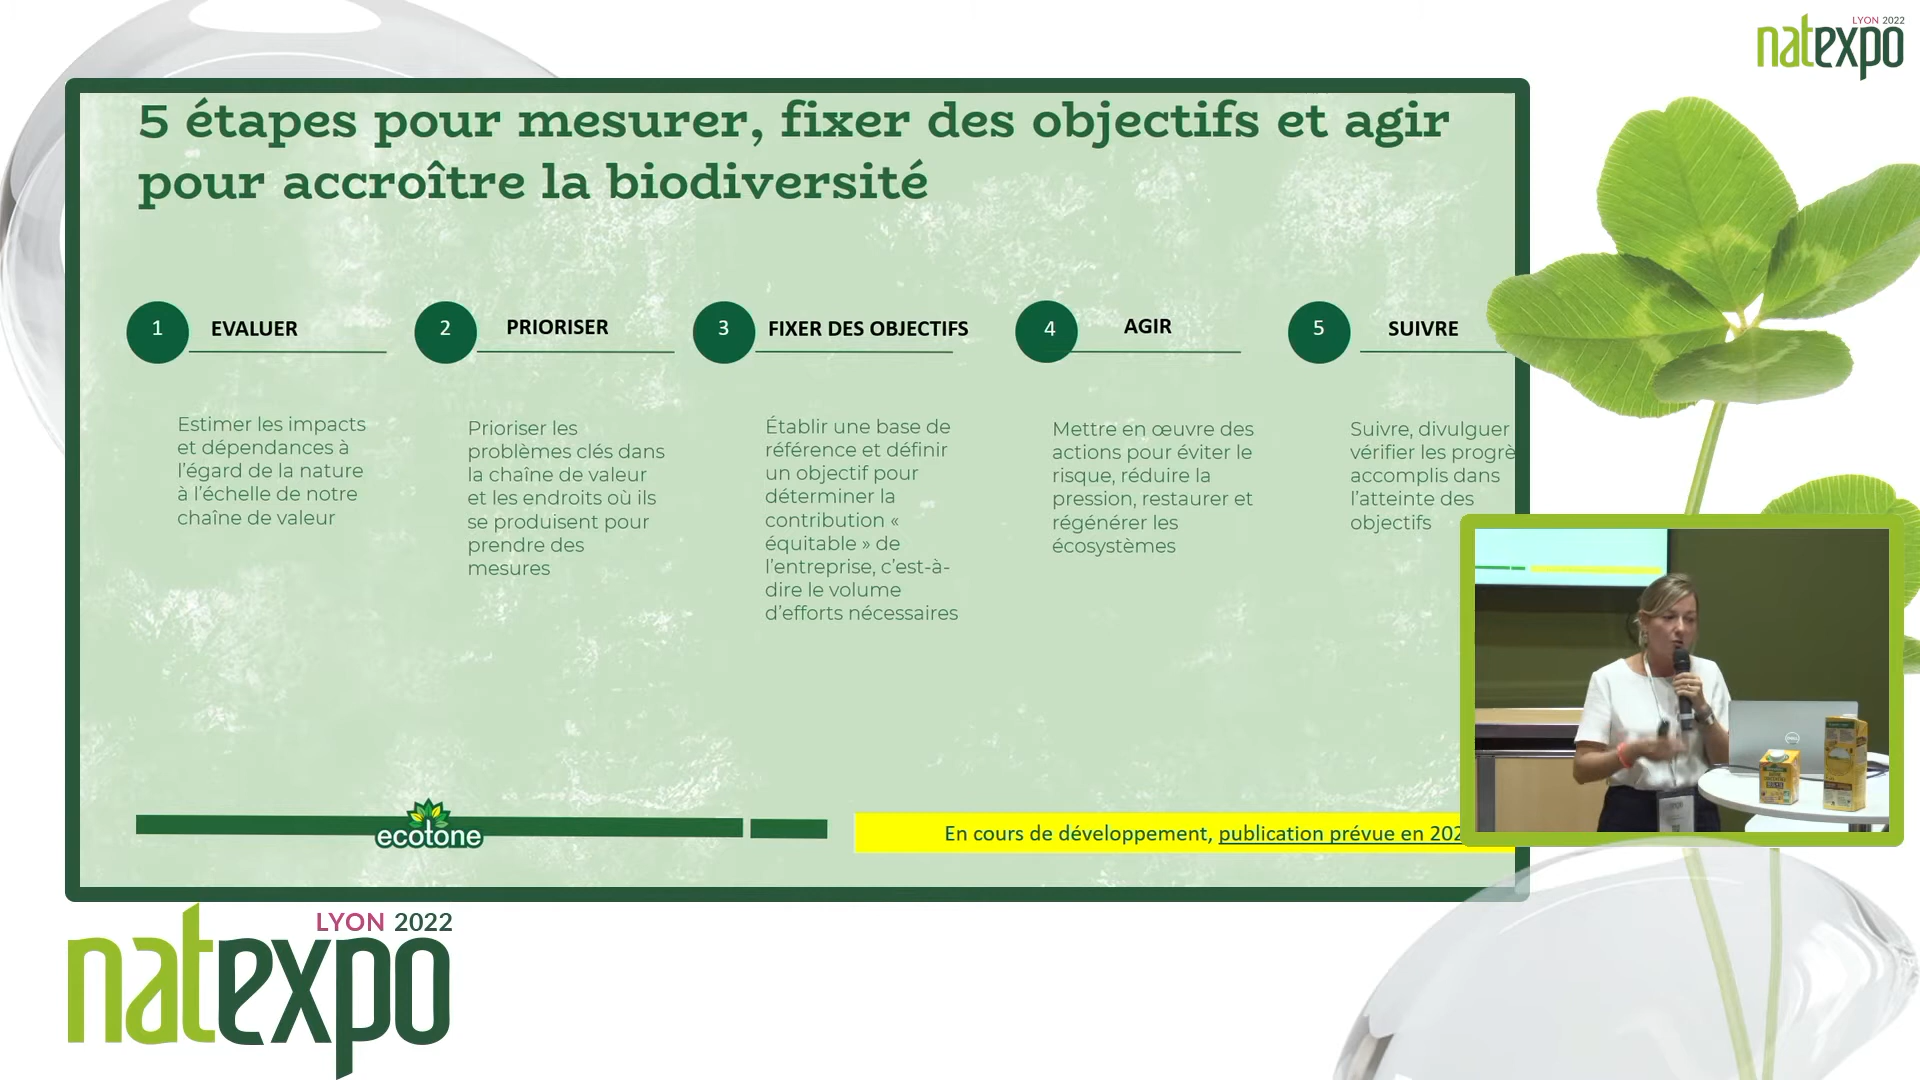 LYON 2022
natexpo
5 étapes pour mesurer, fixer des objectifs et agir
pour accroître la biodiversité
1
EVALUER
Estimer les impacts
et dépendances à
l'égard de la nature
à l'échelle de notre
chaîne de valeur
2
PRIORISER
Prioriser les
problèmes clés dans
la chaîne de valeur
et les endroits où ils
se produisent pour
prendre des
mesures
3
FIXER DES OBJECTIFS
Établir une base de
référence et définir
un objectif pour
déterminer la
contribution «
équitable » de
l'entreprise, c'est-à-
dire le volume
d'efforts nécessaires
4
AGIR
Mettre en œuvre des
actions pour éviter le
risque, réduire la
pression, restaurer et
régénérer les
écosystèmes
5
SUIVRE
Suivre, divulguer
vérifier les progrè
accomplis dans
l'atteinte des
objectifs
ecotone
En cours de développement, publication prévue en 202
DELL
LYON 2022
natexpo